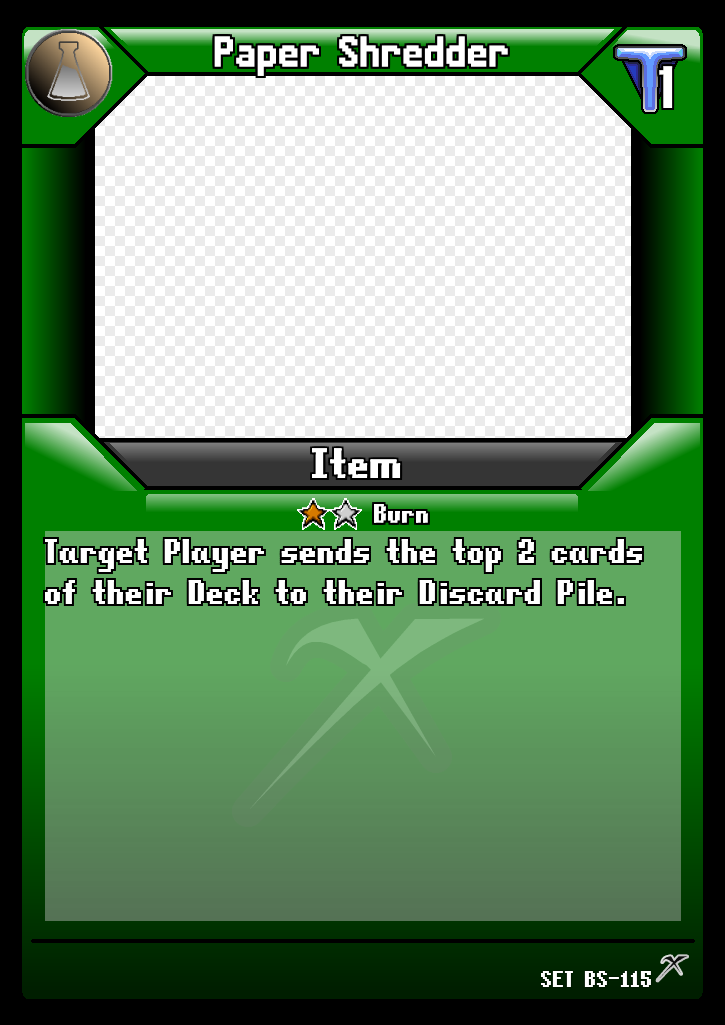 Paper Shredder
1
Item
Burn
Target Player sends the top 2 cards
of their Deck to their Discard Pile.
SET BS-115